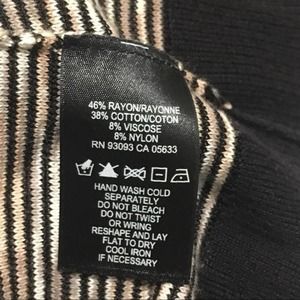 46% RAYON/RAYONNE
38% COTTON/COTON
8% VISCOSE
8% NYLON
RN 93093 CA 05633
HAND WASH COLD
SEPARATELY
DO NOT BLEACH
DO NOT TWIST
OR WRING
RESHAPE AND LAY
FLAT TO DRY
COOL IRON
IF NECESSARY